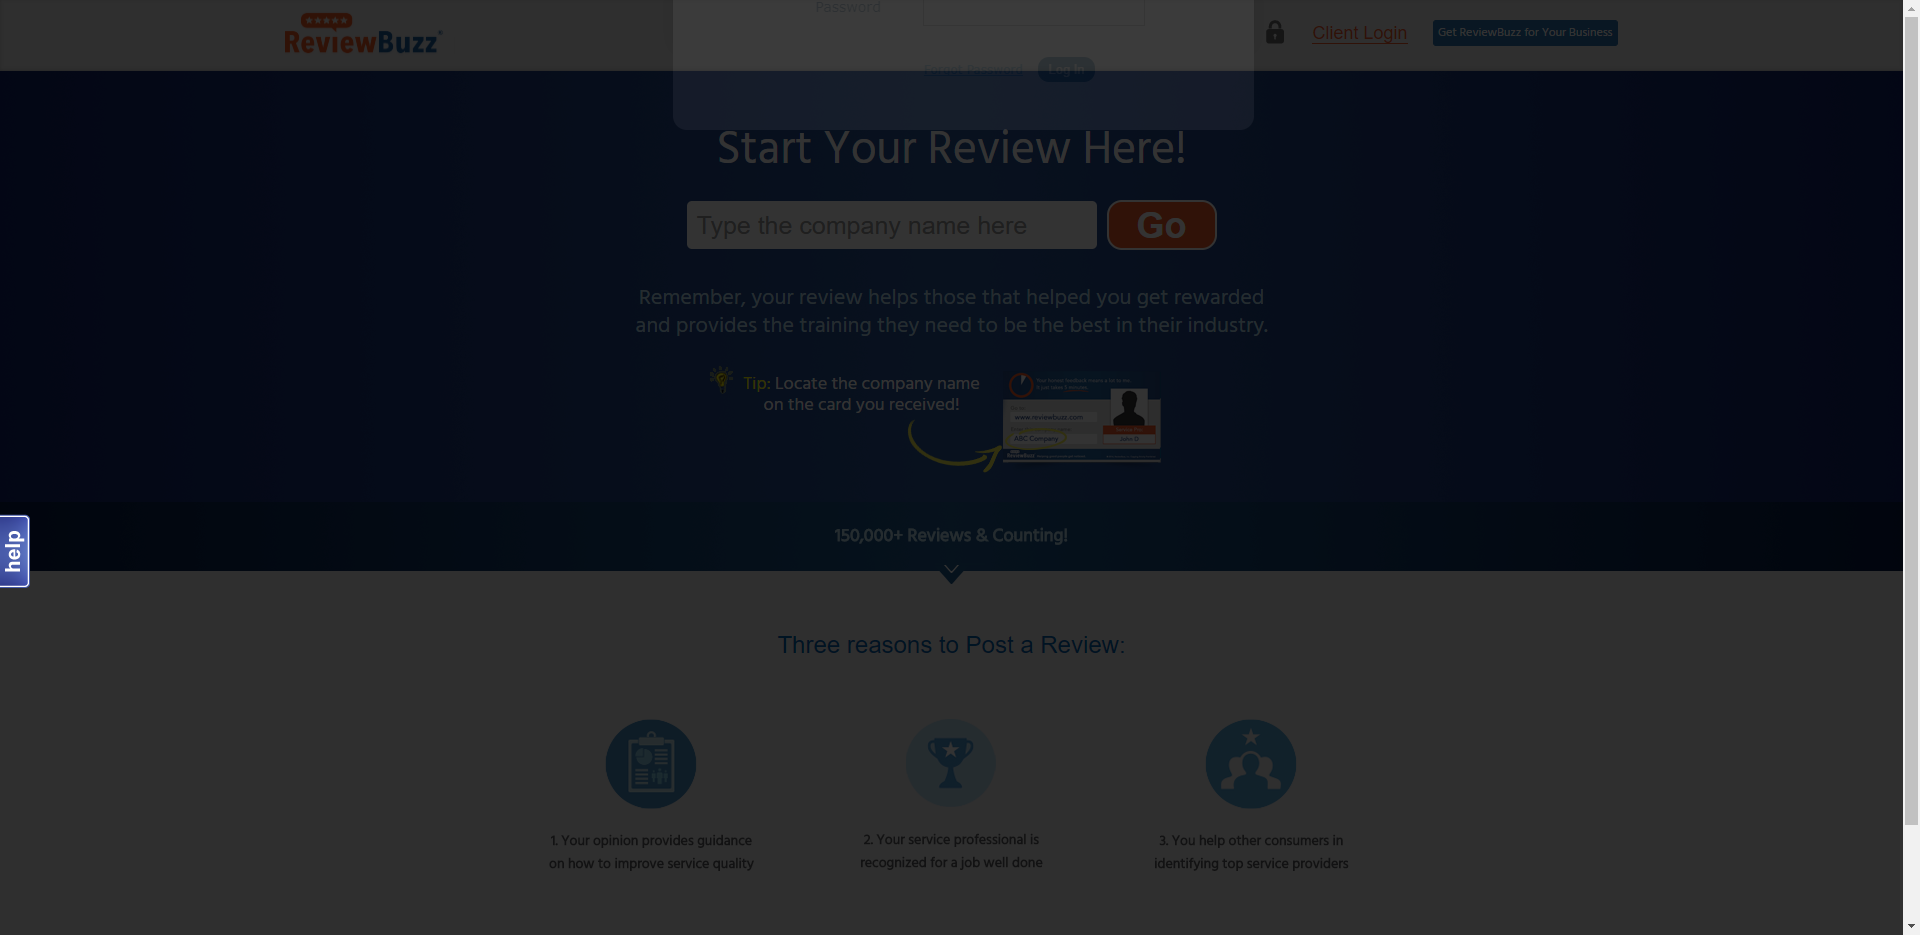 Password
ReviewBuzz
Client Login
Get ReviewBuzz for Your Business
Forgot Password
Log In
Start Your Review Here!
Type the company name here
Go
Remember, your review helps those that helped you get rewarded
and provides the training they need to be the best in their industry.
Tip: Locate the company name
on the card you received!
www.reviewbuzz.com
ABC Company
John D
help
150,000+ Reviews & Counting!
Three reasons to Post a Review:
1. Your opinion provides guidance
on how to improve service quality
2. Your service professional is
recognized for a job well done
3. You help other consumers in
identifying top service providers